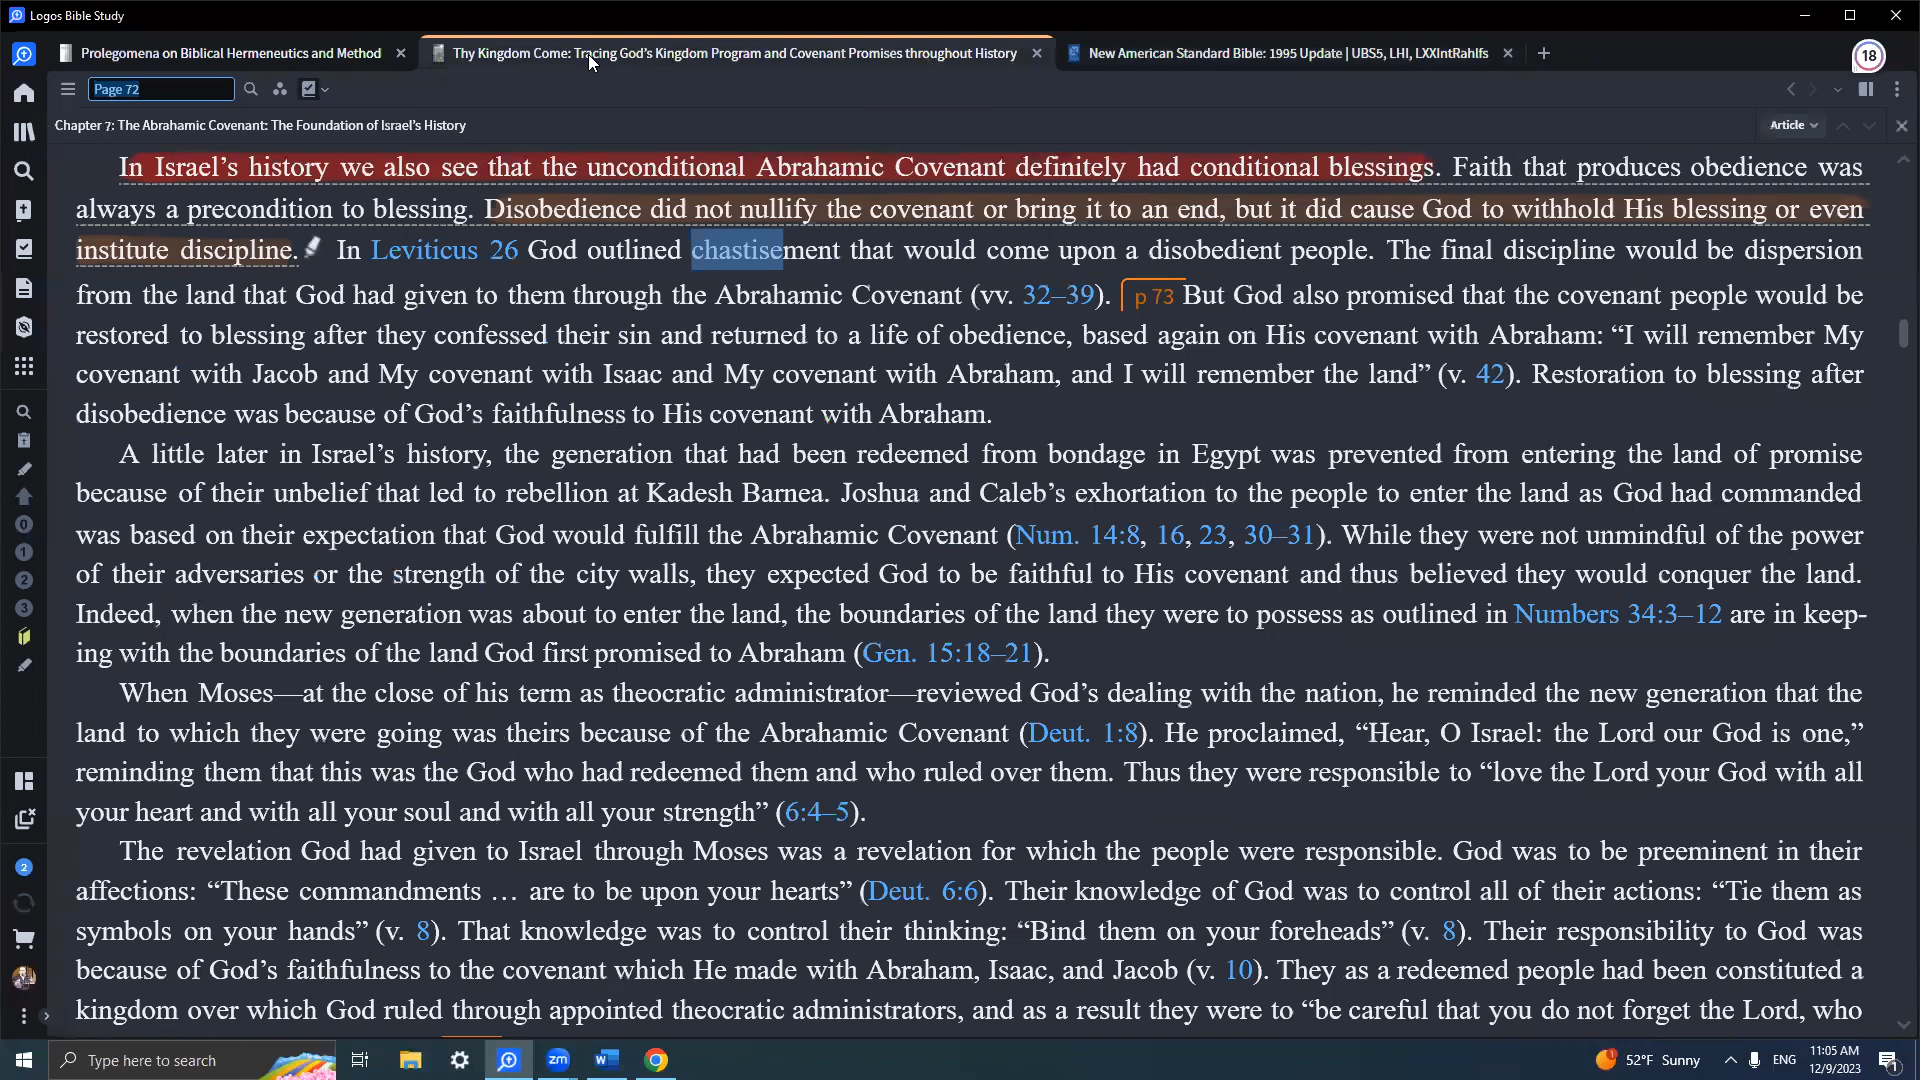 Logos Bible Study
Prolegomena on Biblical Hermeneutics and Method
Thy Kingdom Come: Tracing God's Kingdom Program and Covenant Promises throughout History
New American Standard Bible: 1995 Update | UBS5, LHI, LXXIntRahlfs
18
Page 72
Chapter 7: The Abrahamic Covenant: The Foundation of Israel's History
Article
In Israel's history we also see that the unconditional Abrahamic Covenant definitely had conditional blessings. Faith that produces obedience was
always a precondition to blessing. Disobedience did not nullify the covenant or bring it to an end, but it did cause God to withhold His blessing or even
institute discipline. In Leviticus 26 God outlined chastisement that would come upon a disobedient people. The final discipline would be dispersion
from the land that God had given to them through the Abrahamic Covenant (vv. 32–39). p 73 But God also promised that the covenant people would be
restored to blessing after they confessed their sin and returned to a life of obedience, based again on His covenant with Abraham: “I will remember My
covenant with Jacob and My covenant with Isaac and My covenant with Abraham, and I will remember the land” (v. 42). Restoration to blessing after
disobedience was because of God's faithfulness to His covenant with Abraham.
A little later in Israel's history, the generation that had been redeemed from bondage in Egypt was prevented from entering the land of promise
because of their unbelief that led to rebellion at Kadesh Barnea. Joshua and Caleb's exhortation to the people to enter the land as God had commanded
was based on their expectation that God would fulfill the Abrahamic Covenant (Num. 14:8, 16, 23, 30–31). While they were not unmindful of the power
of their adversaries or the strength of the city walls, they expected God to be faithful to His covenant and thus believed they would conquer the land.
Indeed, when the new generation was about to enter the land, the boundaries of the land they were to possess as outlined in Numbers 34:3–12 are in keep-
ing with the boundaries of the land God first promised to Abraham (Gen. 15:18–21).
When Moses—at the close of his term as theocratic administrator—reviewed God's dealing with the nation, he reminded the new generation that the
land to which they were going was theirs because of the Abrahamic Covenant (Deut. 1:8). He proclaimed, “Hear, O Israel: the Lord our God is one,”
reminding them that this was the God who had redeemed them and who ruled over them. Thus they were responsible to “love the Lord your God with all
your heart and with all your soul and with all your strength” (6:4–5).
The revelation God had given to Israel through Moses was a revelation for which the people were responsible. God was to be preeminent in their
affections: “These commandments … are to be upon your hearts” (Deut. 6:6). Their knowledge of God was to control all of their actions: “Tie them as
symbols on your hands” (v. 8). That knowledge was to control their thinking: “Bind them on your foreheads” (v. 8). Their responsibility to God was
because of God's faithfulness to the covenant which He made with Abraham, Isaac, and Jacob (v. 10). They as a redeemed people had been constituted a
kingdom over which God ruled through appointed theocratic administrators, and as a result they were to “be careful that you do not forget the Lord, who
0
1
2
3
2
Type here to search
zm
1
52°F Sunny
ENG
11:05 AM
12/9/2023
1